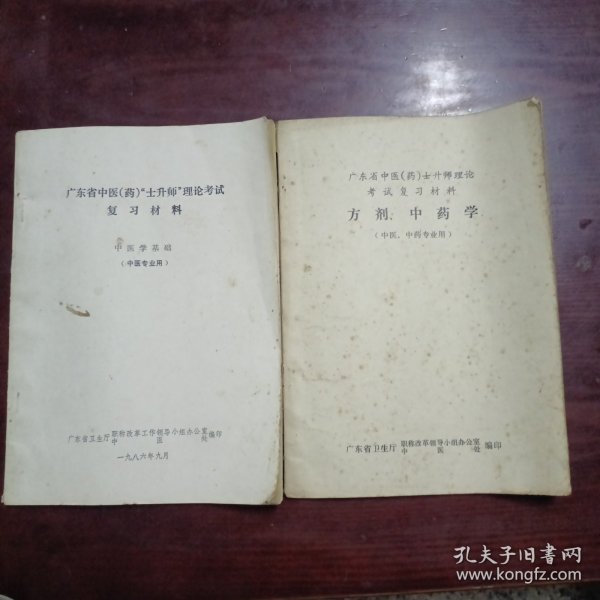 广东省中医(药)“士升师”理论考试
复习材料
中医学基础
(中医专业用)
广东省卫生厅职称改革工作领导小组办公室编印
中医处
一九八六年九月
广东省中医(药)士升师理论
考试复习材料
方剂、中药学
(中医、中药专业用)
广东省卫生厅职称改革领导小组办公室编印
中医处
孔夫子旧书网
www.kongfz.com